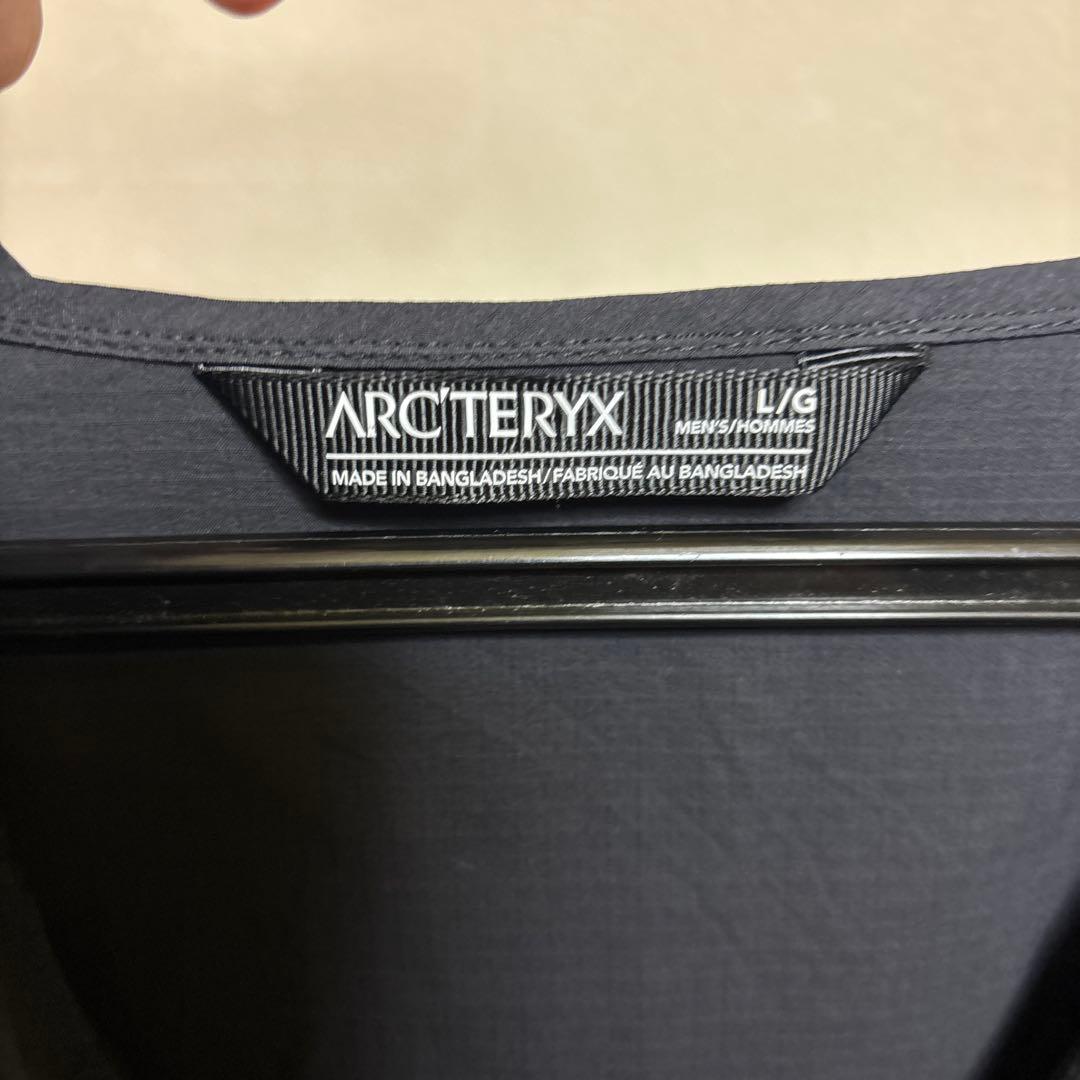 ARC'TERYX
L/G
MEN'S/HOMMES
MADE IN BANGLADESH/FABRIQUÉ AU BANGLADESH